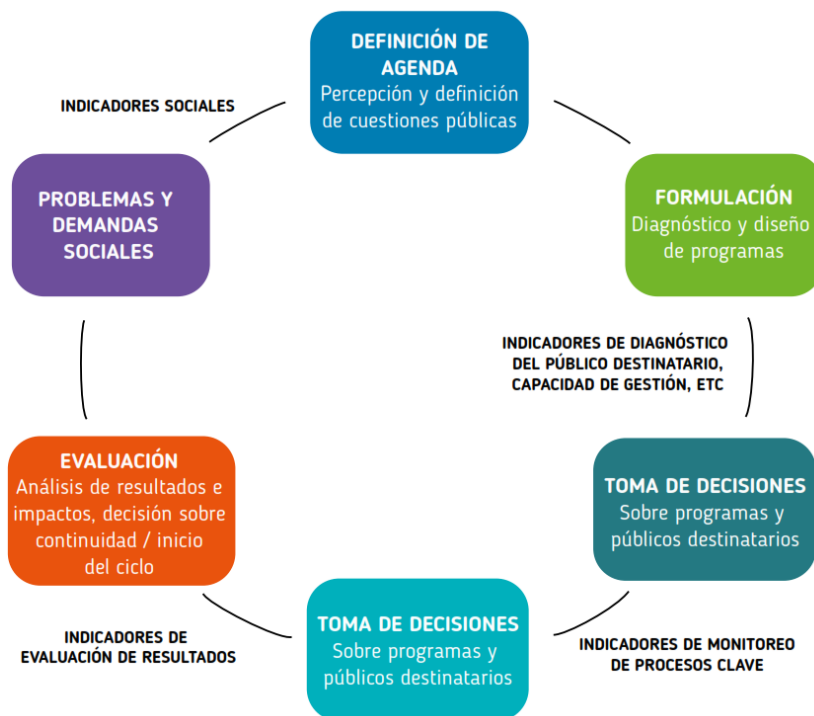 DEFINICIÓN DE
AGENDA
Percepción y definición
de cuestiones públicas
INDICADORES SOCIALES
PROBLEMAS Y
DEMANDAS
SOCIALES
FORMULACIÓN
Diagnóstico y diseño
de programas
INDICADORES DE DIAGNÓSTICO
DEL PÚBLICO DESTINATARIO,
CAPACIDAD DE GESTIÓN, ETC
EVALUACIÓN
Análisis de resultados e
impactos, decisión sobre
continuidad / inicio
del ciclo
TOMA DE DECISIONES
Sobre programas y
públicos destinatarios
TOMA DE DECISIONES
Sobre programas y
públicos destinatarios
INDICADORES DE
EVALUACIÓN DE RESULTADOS
INDICADORES DE MONITOREO
DE PROCESOS CLAVE